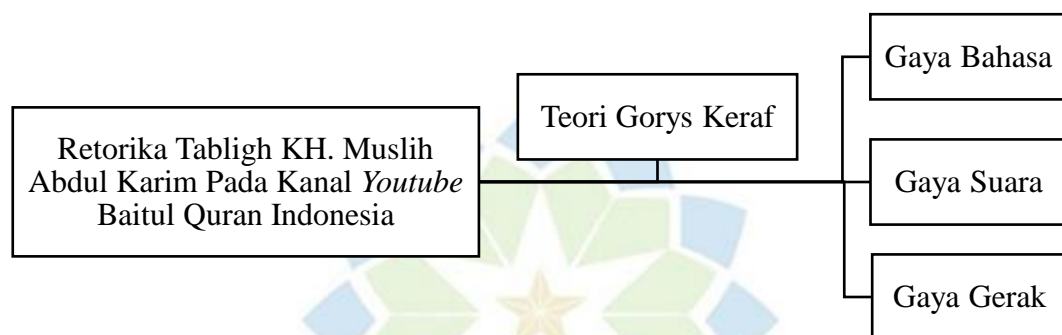 Retorika Tabligh KH. Muslih
Abdul Karim Pada Kanal Youtube
Baitul Quran Indonesia
Teori Gorys Keraf
Gaya Bahasa
Gaya Suara
Gaya Gerak